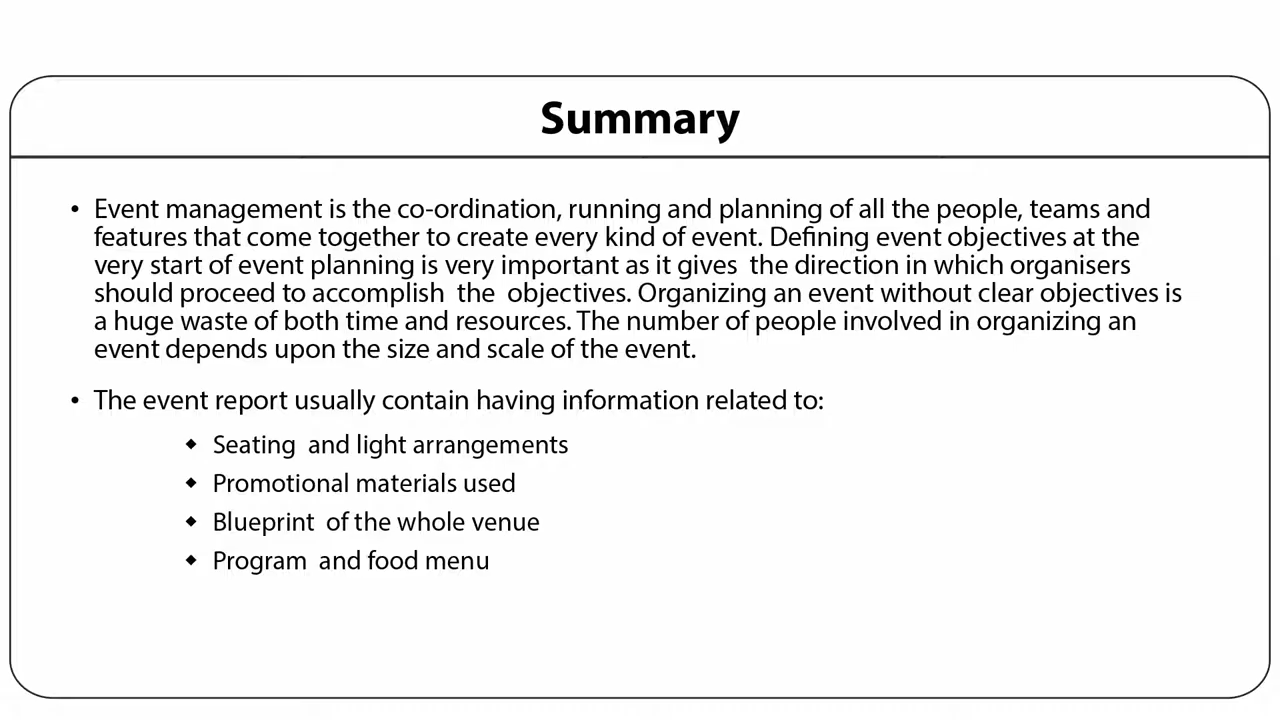 Summary
• Event management is the co-ordination, running and planning of all the people, teams and
features that come together to create every kind of event. Defining event objectives at the
very start of event planning is very important as it gives  the direction in which organisers
should proceed to accomplish  the  objectives. Organizing an event without clear objectives is
a huge waste of both time and resources. The number of people involved in organizing an
event depends upon the size and scale of the event.
• The event report usually contain having information related to:
◆ Seating  and light arrangements
◆ Promotional materials used
◆ Blueprint  of the whole venue
◆ Program  and food menu